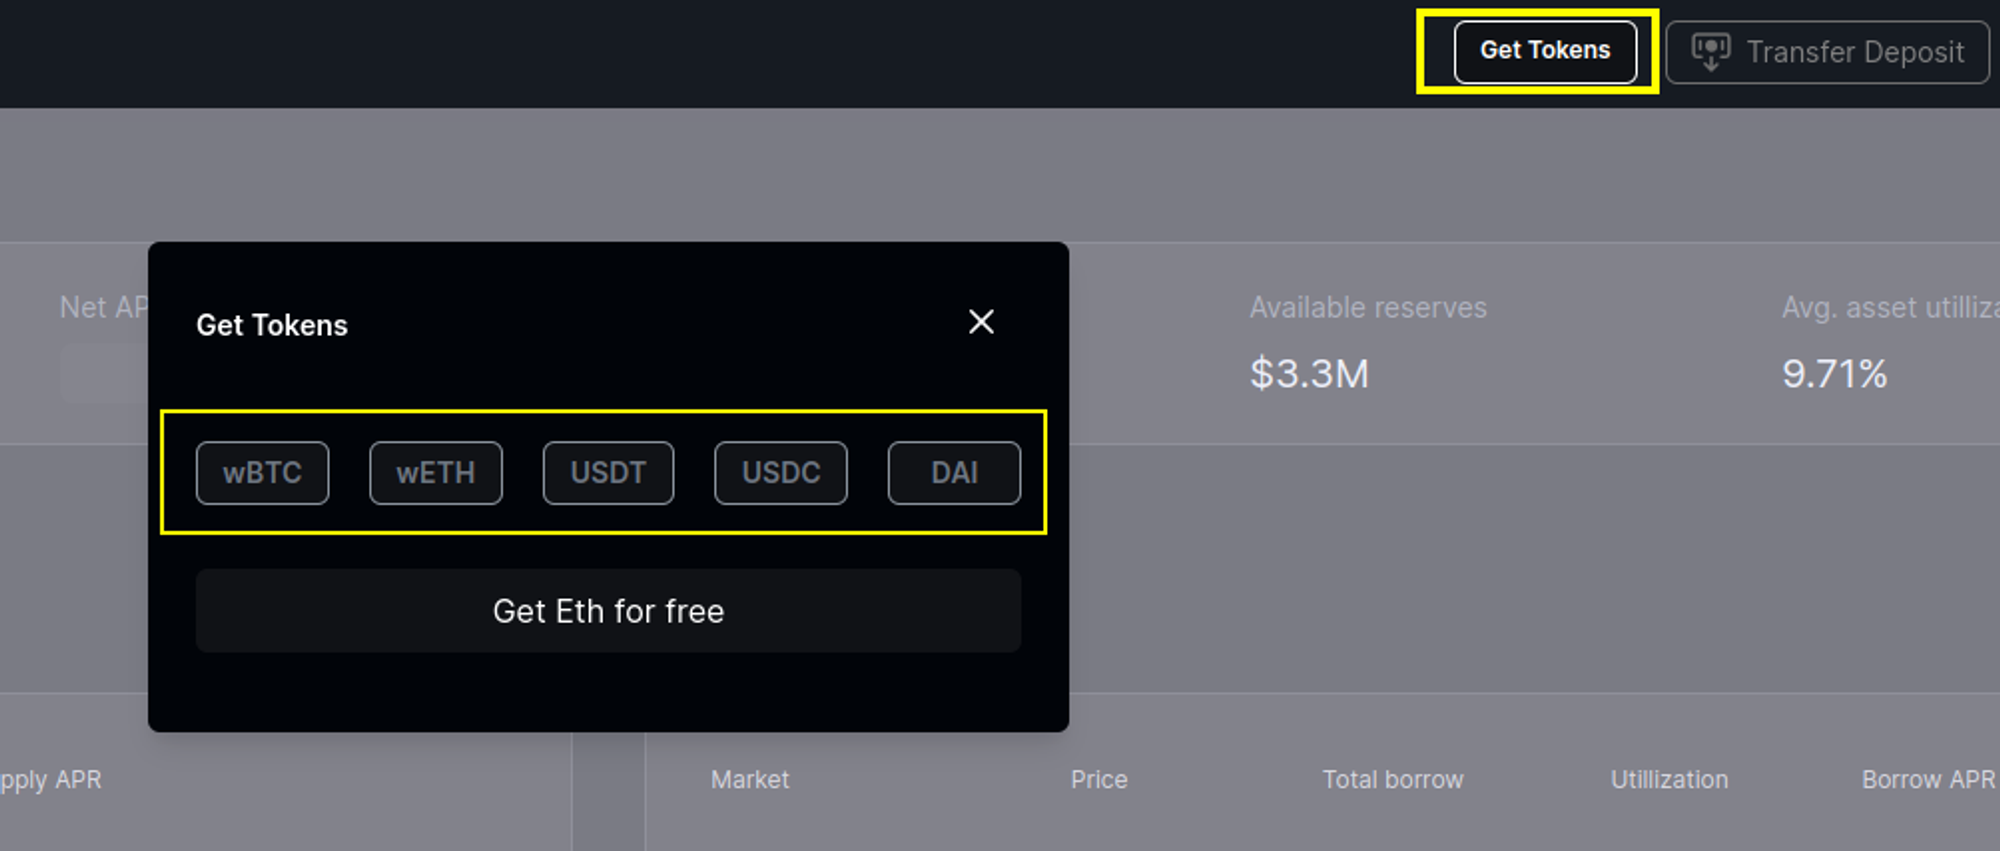 Get Tokens
Transfer Deposit
Net AP
Available reserves
Avg. asset utilliza
Get Tokens
$3.3M
9.71%
wBTC wETH USDT USDC DAI
Get Eth for free
pply APR
Market Price Total borrow Utillization Borrow APR